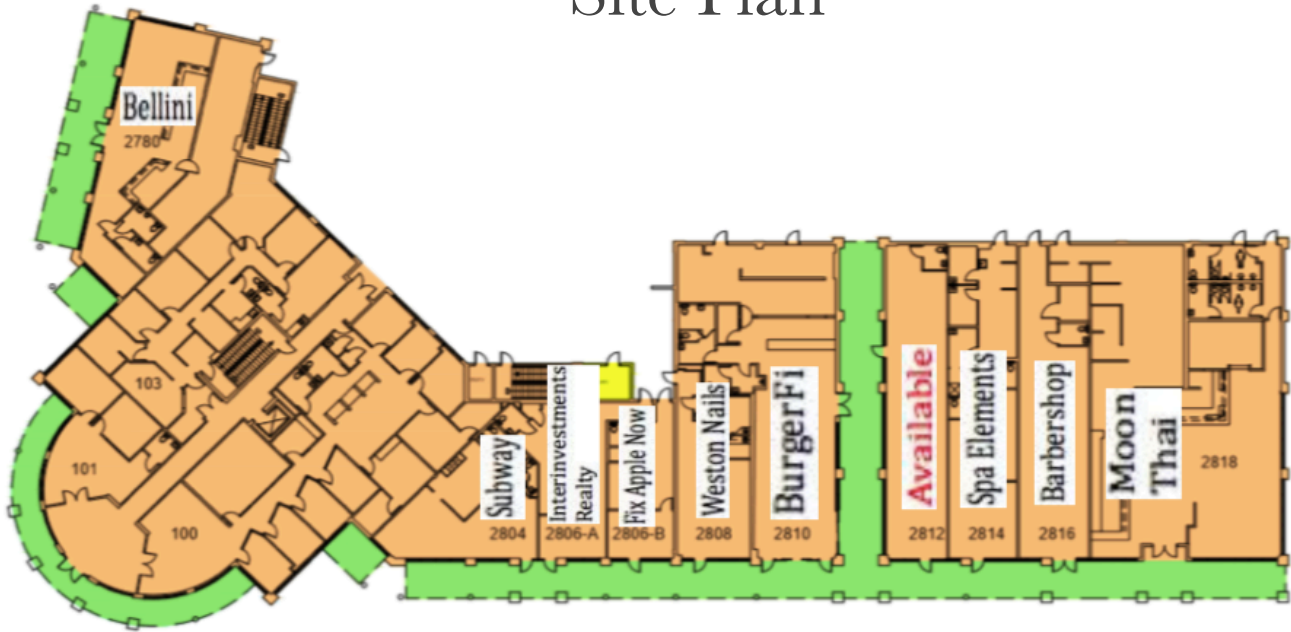 Site Plan
Bellini
2780
103
101
100
Subway
2804
Interinvestments
Realty
2806-A
Fix Apple Now
2806-B
Weston Nails
2808
BurgerFi
2810
Available
2812
Spa Elements
2814
Barbershop
2816
Moon
Thai
2818